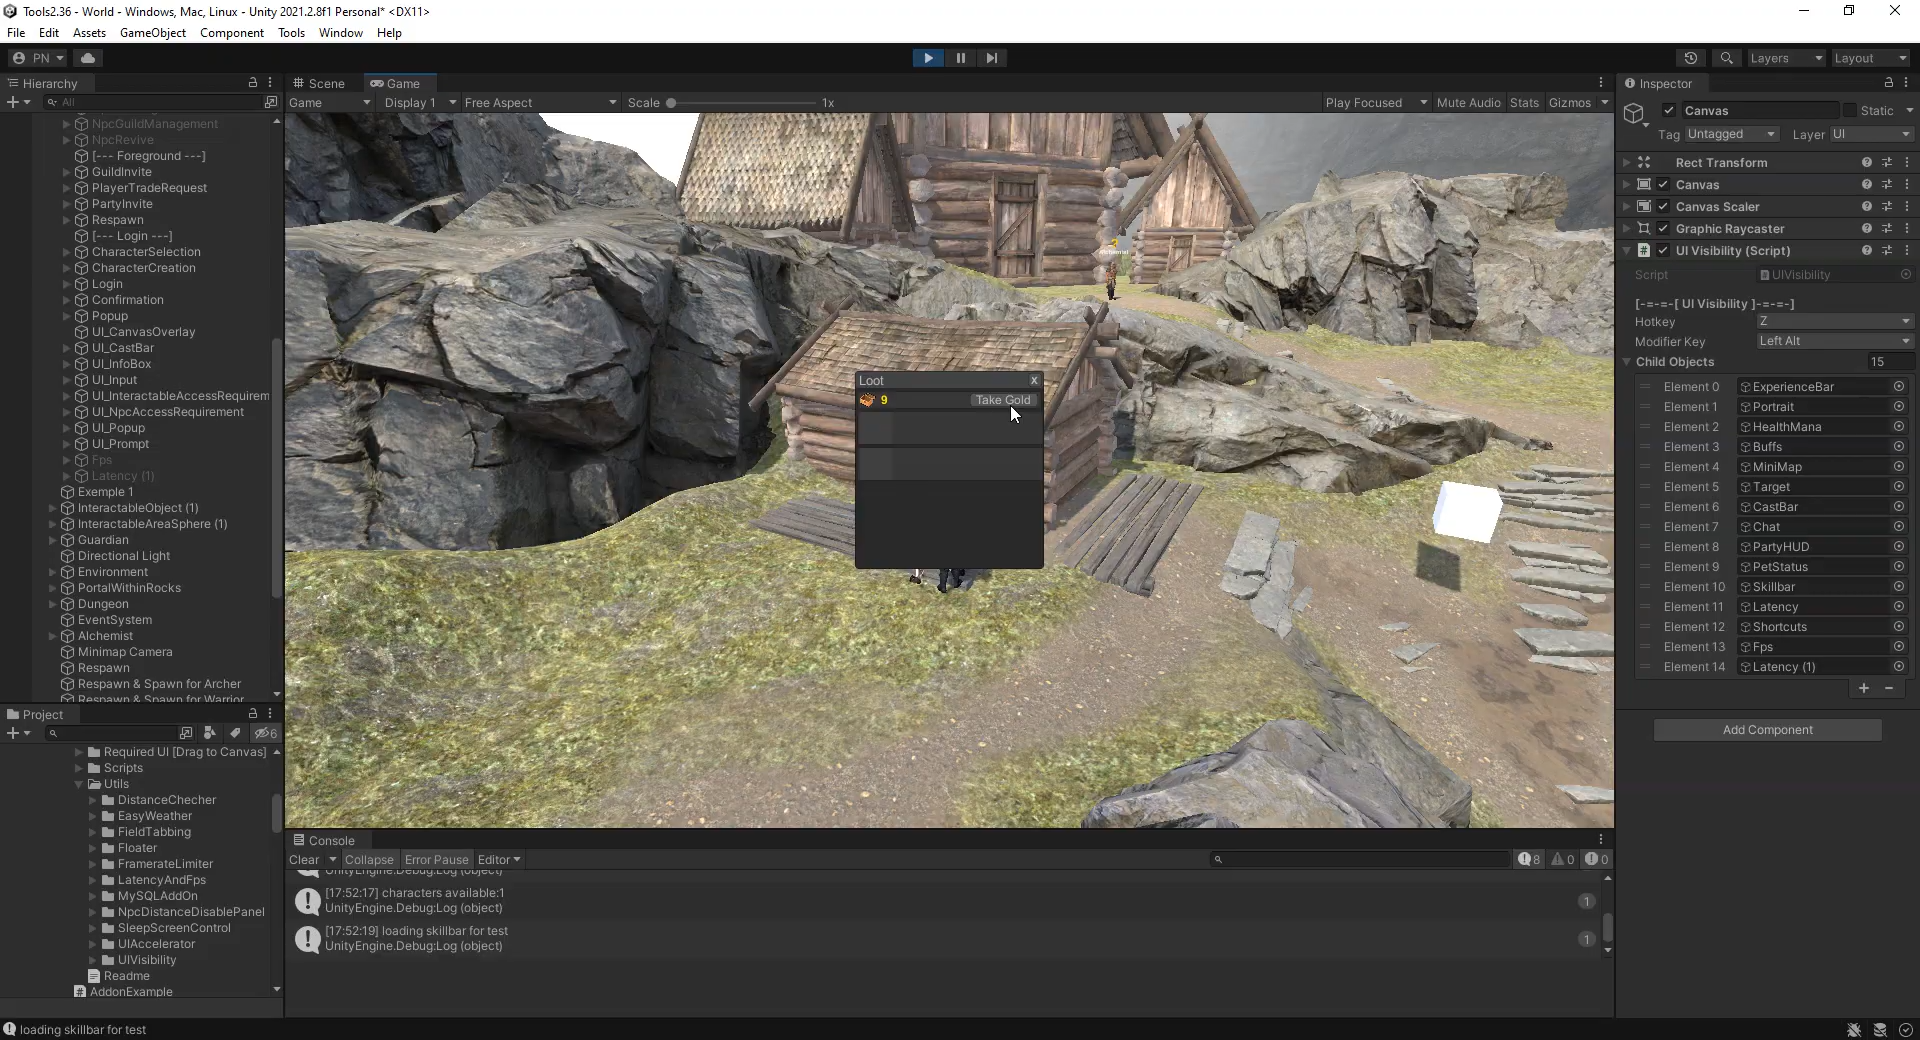 Tools2.36 - World - Windows, Mac, Linux - Unity 2021.2.8f1 Personal* <DX11>
File Edit Assets GameObject Component Tools Window Help
PN
Layers Layout
Hierarchy
All
NpcGuildManagement
NpcRevive
[--- Foreground ---]
GuildInvite
PlayerTradeRequest
PartyInvite
Respawn
[--- Login ---]
CharacterSelection
CharacterCreation
Login
Confirmation
Popup
UI_CanvasOverlay
UI_CastBar
UI_InfoBox
UI_Input
UI_InteractableAccessRequirem
UI_NpcAccessRequirement
UI_Popup
UI_Prompt
Fps
Latency (1)
Exemple 1
InteractableObject (1)
InteractableAreaSphere (1)
Guardian
Directional Light
Environment
PortalWithinRocks
Dungeon
EventSystem
Alchemist
Minimap Camera
Respawn
Respawn & Spawn for Archer
Respawn & Spawn for Warrior
Project
6
Required UI [Drag to Canvas]
Scripts
Utils
DistanceChecher
EasyWeather
FieldTabbing
Floater
FramerateLimiter
LatencyAndFps
MySQLAddOn
NpcDistanceDisablePanel
SleepScreenControl
UIAccelerator
UIVisibility
Readme
AddonExample
Scene Game
Game Display 1 Free Aspect Scale 1x Play Focused Mute Audio Stats Gizmos
Loot x
9 Take Gold
Console
Clear Collapse Error Pause Editor 8 0 0
UnityEngine.Debug:Log (object)
[17:52:17] characters available:1
UnityEngine.Debug:Log (object)
1
[17:52:19] loading skillbar for test
UnityEngine.Debug:Log (object)
1
Inspector
Canvas Static
Tag Untagged Layer UI
Rect Transform
Canvas
Canvas Scaler
Graphic Raycaster
UI Visibility (Script)
Script UIVisibility
[-=-=-[ UI Visibility ]-=-=-]
Hotkey Z
Modifier Key Left Alt
Child Objects 15
Element 0 ExperienceBar
Element 1 Portrait
Element 2 HealthMana
Element 3 Buffs
Element 4 MiniMap
Element 5 Target
Element 6 CastBar
Element 7 Chat
Element 8 PartyHUD
Element 9 PetStatus
Element 10 Skillbar
Element 11 Latency
Element 12 Shortcuts
Element 13 Fps
Element 14 Latency (1)
Add Component
loading skillbar for test